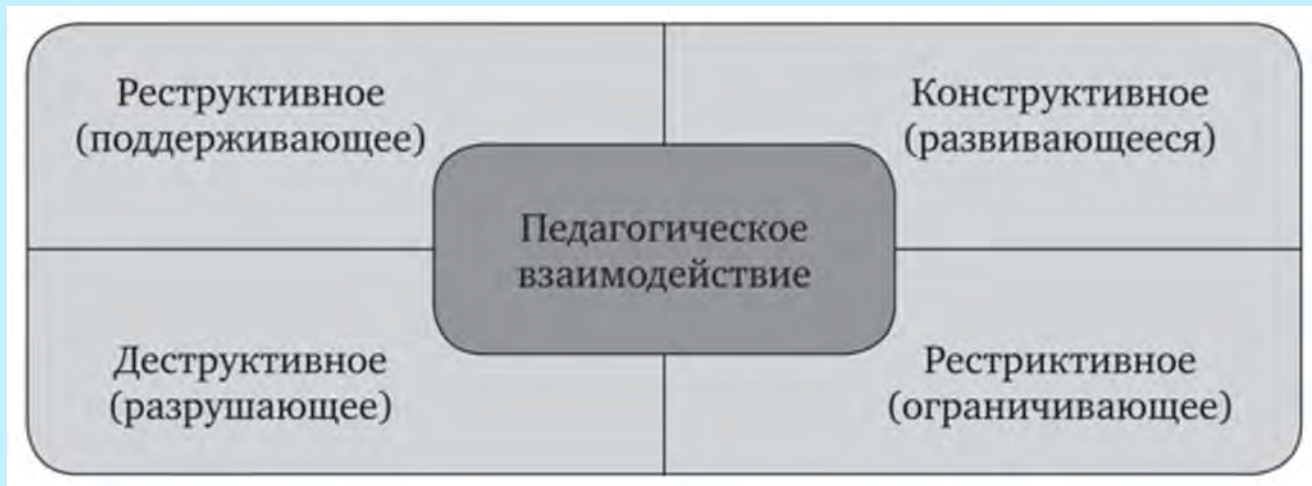 Реструктивное
(поддерживающее)
Конструктивное
(развивающееся)
Педагогическое
взаимодействие
Деструктивное
(разрушающее)
Рестриктивное
(ограничивающее)